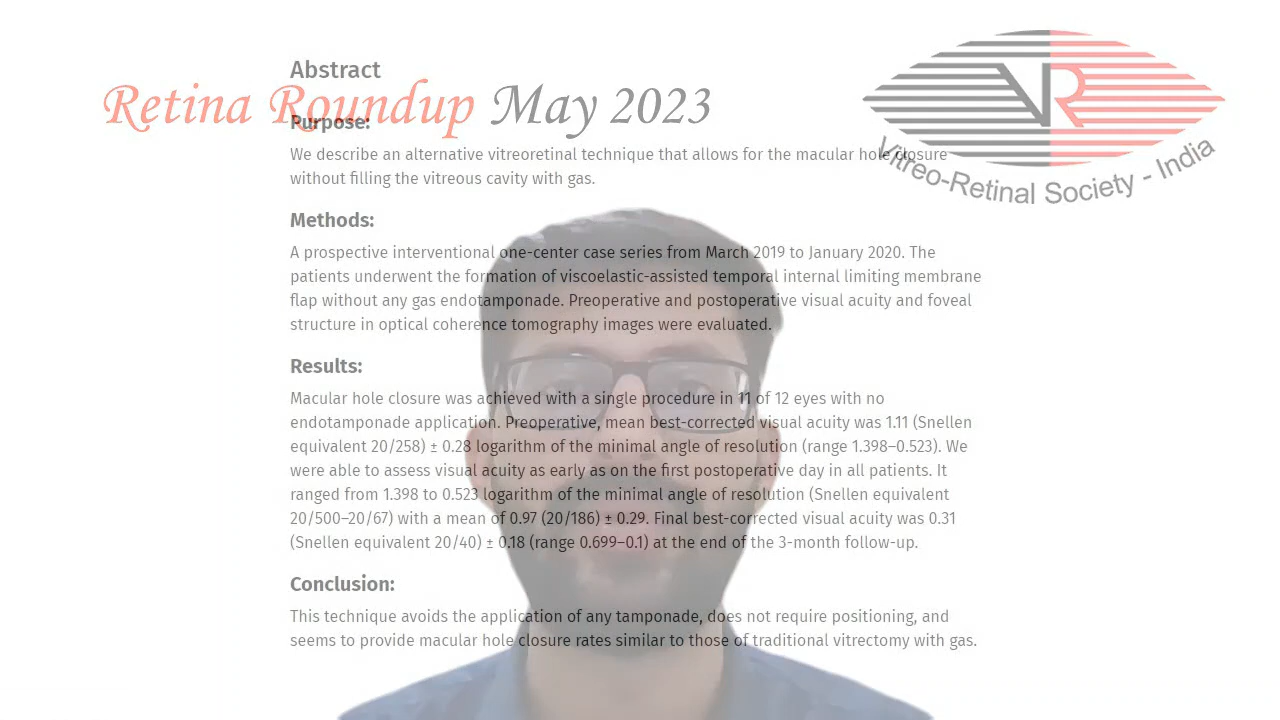 Abstract
Retina Roundup May 2023
VR
Vitreo-Retinal Society - India
Purpose:
We describe an alternative vitreoretinal technique that allows for the macular hole closure
without filling the vitreous cavity with gas.
Methods:
A prospective interventional one-center case series from March 2019 to January 2020. The
patients underwent the formation of viscoelastic-assisted temporal internal limiting membrane
flap without any gas endotamponade. Preoperative and postoperative visual acuity and foveal
structure in optical coherence tomography images were evaluated.
Results:
Macular hole closure was achieved with a single procedure in 11 of 12 eyes with no
endotamponade application. Preoperative, mean best-corrected visual acuity was 1.11 (Snellen
equivalent 20/258) ± 0.28 logarithm of the minimal angle of resolution (range 1.398–0.523). We
were able to assess visual acuity as early as on the first postoperative day in all patients. It
ranged from 1.398 to 0.523 logarithm of the minimal angle of resolution (Snellen equivalent
20/500–20/67) with a mean of 0.97 (20/186) ± 0.29. Final best-corrected visual acuity was 0.31
(Snellen equivalent 20/40) ± 0.18 (range 0.699–0.1) at the end of the 3-month follow-up.
Conclusion:
This technique avoids the application of any tamponade, does not require positioning, and
seems to provide macular hole closure rates similar to those of traditional vitrectomy with gas.